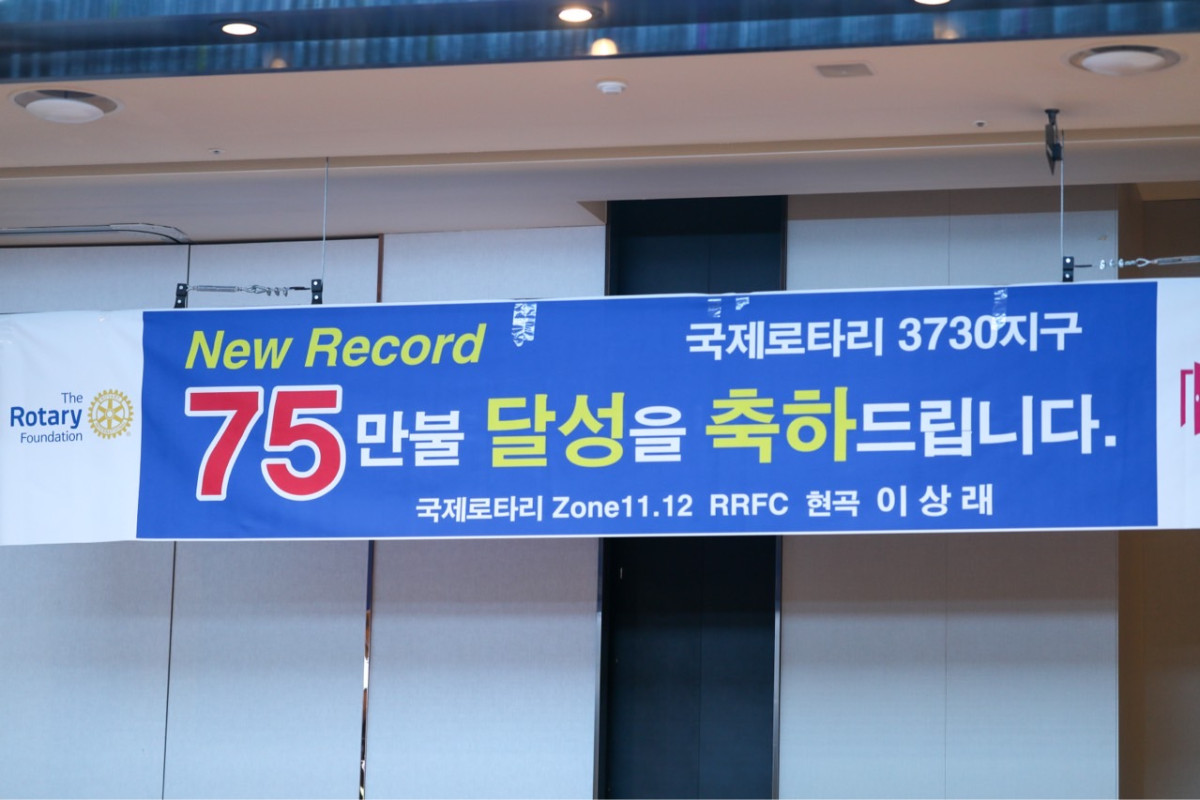 The
Rotary
Foundation
New Record
국제로타리 3730지구
75만불 달성을 축하드립니다.
국제로타리 Zone11.12 RRFC 현곡 이상래